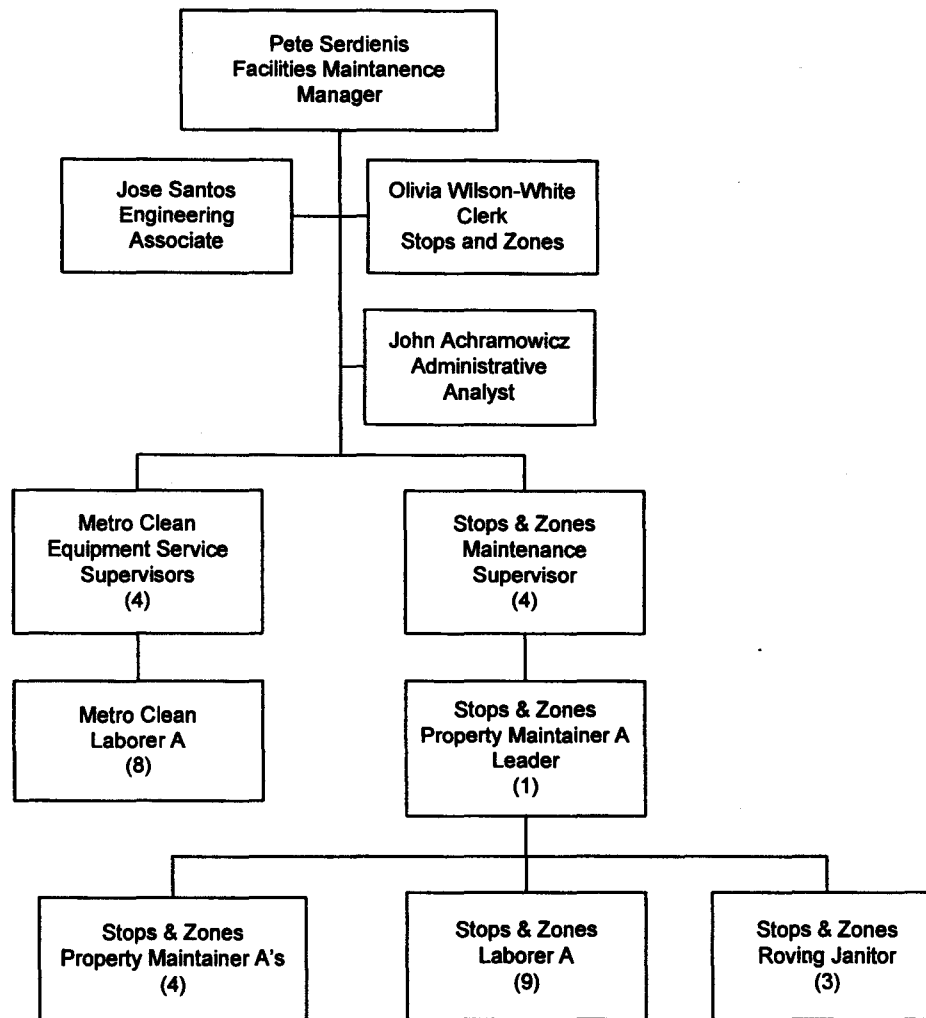 Pete Serdienis
Facilities Maintanence
Manager
Jose Santos
Engineering
Associate
Olivia Wilson-White
Clerk
Stops and Zones
John Achramowicz
Administrative
Analyst
Metro Clean
Equipment Service
Supervisors
(4)
Stops & Zones
Maintenance
Supervisor
(4)
Metro Clean
Laborer A
(8)
Stops & Zones
Property Maintainer A
Leader
(1)
Stops & Zones
Property Maintainer A's
(4)
Stops & Zones
Laborer A
(9)
Stops & Zones
Roving Janitor
(3)